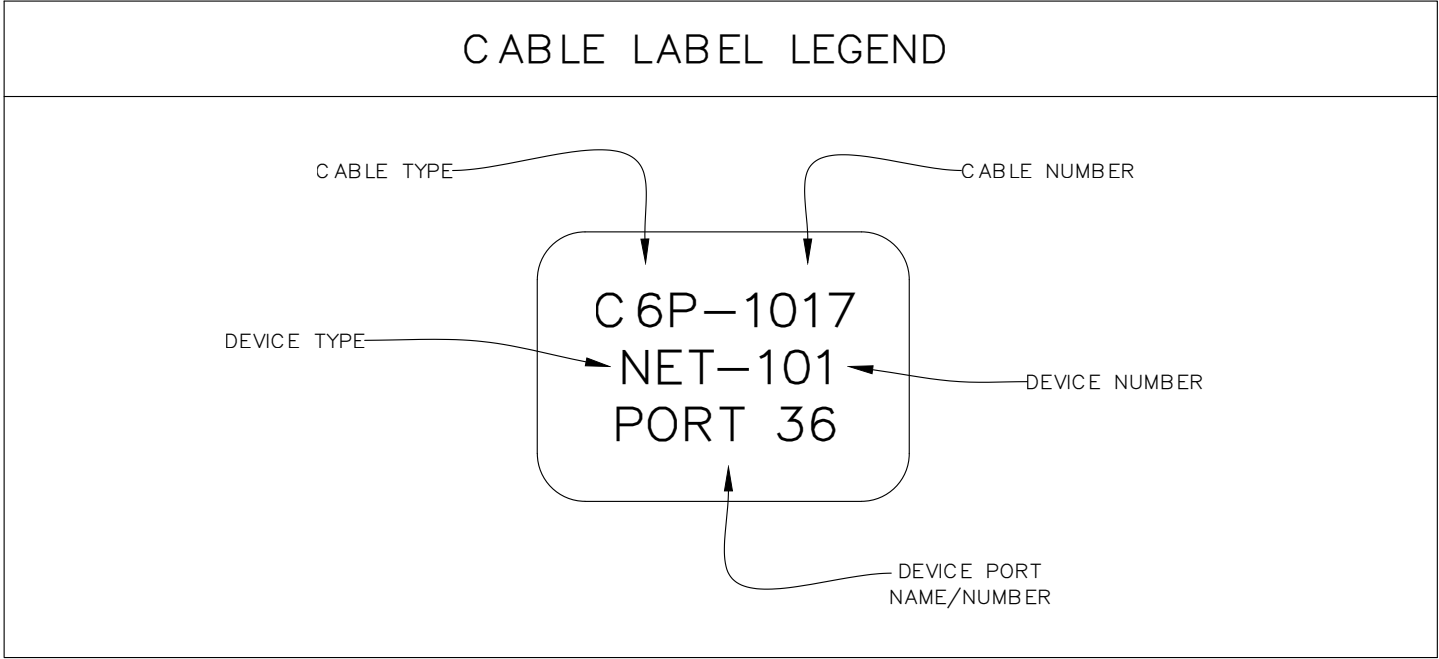 CABLE LABEL LEGEND
CABLE TYPE
CABLE NUMBER
C6P-1017
DEVICE TYPE
NET-101
DEVICE NUMBER
PORT 36
DEVICE PORT
NAME/NUMBER